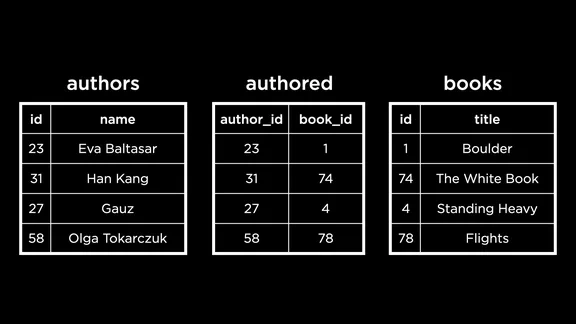 authors authored books
id name author_id book_id id title
23 Eva Baltasar 23 1 1 Boulder
31 Han Kang 31 74 74 The White Book
27 Gauz 27 4 4 Standing Heavy
58 Olga Tokarczuk 58 78 78 Flights